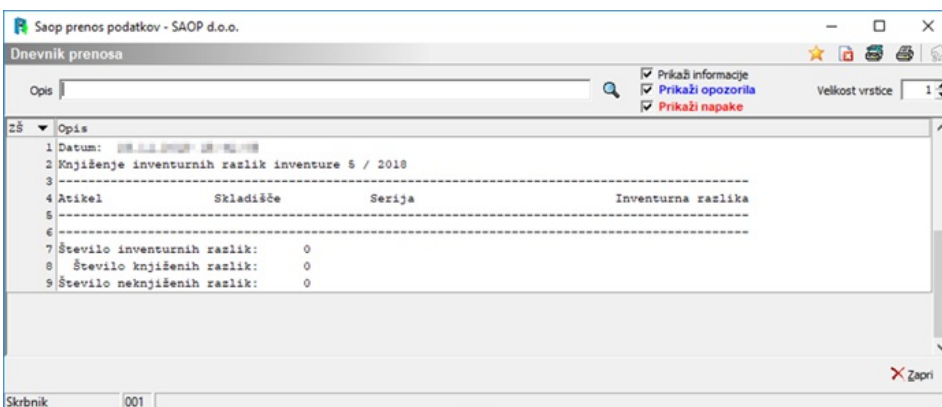 Saop prenos podatkov - SAOP d.o.o.
Dnevnik prenosa
Opis
Prikaži informacije
Prikaži opozorila
Prikaži napake
Velikost vrstice 1
ZŠ Opis
1 Datum:
2 Knjiženje inventurnih razlik inventure 5 / 2018
3 ------------------------------------------------------------
4 Atikel Skladišče Serija Inventurna razlika
5 ------------------------------------------------------------
6 ------------------------------------------------------------
7 Število inventurnih razlik: 0
8 Število knjiženih razlik: 0
9 Število neknjiženih razlik: 0
Zapri
Skrbnik 001